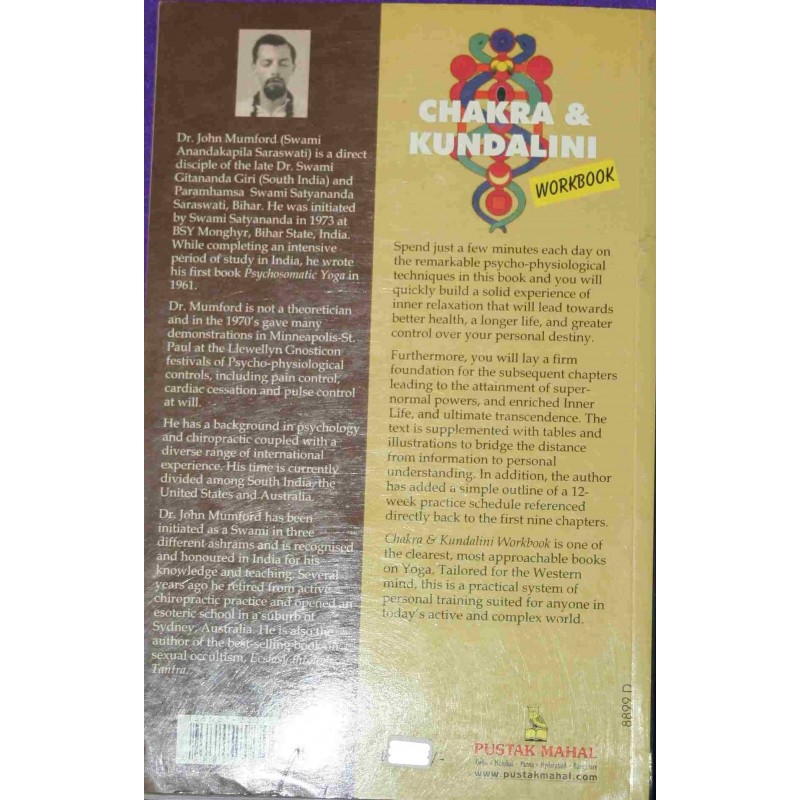 Dr. John Mumford (Swami
Anandakapila Saraswati) is a direct
disciple of the late Dr. Swami
Gitananda Giri (South India) and
Paramhamsa Swami Satyananda
Saraswati, Bihar. He was initiated
by Swami Satyananda in 1973 at
BSY Monghyr, Bihar State, India.
While completing an intensive
period of study in India, he wrote
his first book Psychosomatic Yoga in
1961.
Dr. Mumford is not a theoretician
and in the 1970's gave many
demonstrations in Minneapolis-St.
Paul at the Llewellyn Gnosticon
festivals of Psycho-physiological
controls, including pain control,
cardiac cessation and pulse control
at will.
He has a background in psychology
and chiropractic coupled with a
diverse range of international
experience. His time is currently
divided among South India, the
United States and Australia.
Dr. John Mumford has been
initiated as a Swami in three
different ashrams and is recognised
and honoured in India for his
knowledge and teaching. Several
years ago he retired from active
chiropractic practice and opened an
esoteric school in a suburb of
Sydney, Australia. He is also the
author of the best-selling book on
sexual occultism, Ecstasy through
Tantra.
CHAKRA &
KUNDALINI
WORKBOOK
Spend just a few minutes each day on
the remarkable psycho-physiological
techniques in this book and you will
quickly build a solid experience of
inner relaxation that will lead towards
better health, a longer life, and greater
control over your personal destiny.
Furthermore, you will lay a firm
foundation for the subsequent chapters
leading to the attainment of super-
normal powers, and enriched Inner
Life, and ultimate transcendence. The
text is supplemented with tables and
illustrations to bridge the distance
from information to personal
understanding. In addition, the author
has added a simple outline of a 12-
week practice schedule referenced
directly back to the first nine chapters.
Chakra & Kundalini Workbook is one of
the clearest, most approachable books
on Yoga. Tailored for the Western
mind, this is a practical system of
personal training suited for anyone in
today's active and complex world.
8899 D
PUSTAK MAHAL
Delhi • Mumbai • Patna • Hyderabad • Bangalore
www.pustakmahal.com